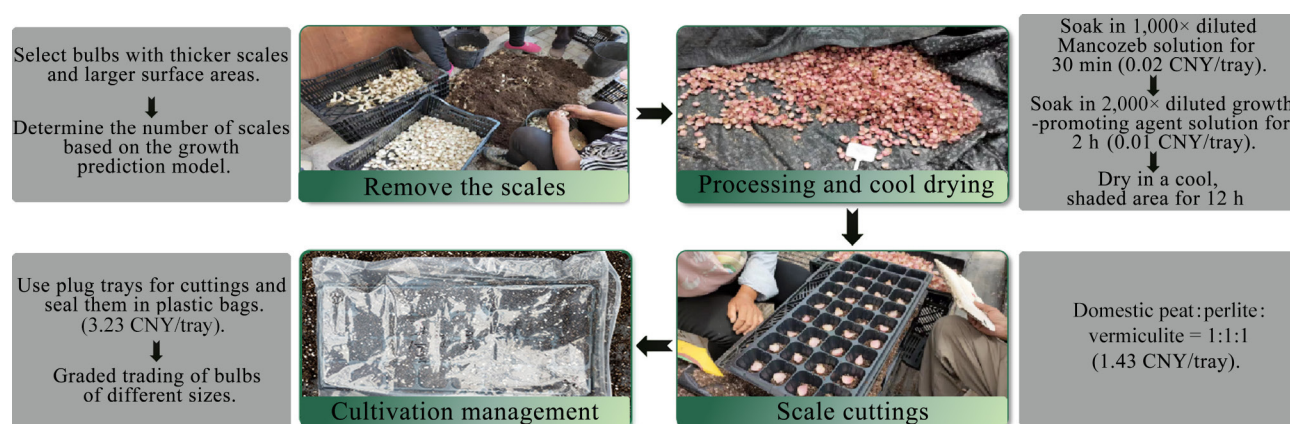 Select bulbs with thicker scales
and larger surface areas.
Determine the number of scales
based on the growth
prediction model.
Remove the scales
Processing and cool drying
Soak in 1,000× diluted
Mancozeb solution for
30 min (0.02 CNY/tray).
Soak in 2,000× diluted growth
-promoting agent solution for
2 h (0.01 CNY/tray).
Dry in a cool,
shaded area for 12 h
Use plug trays for cuttings and
seal them in plastic bags.
(3.23 CNY/tray).
Graded trading of bulbs
of different sizes.
Cultivation management
Scale cuttings
Domestic peat:perlite:
vermiculite = 1:1:1
(1.43 CNY/tray).